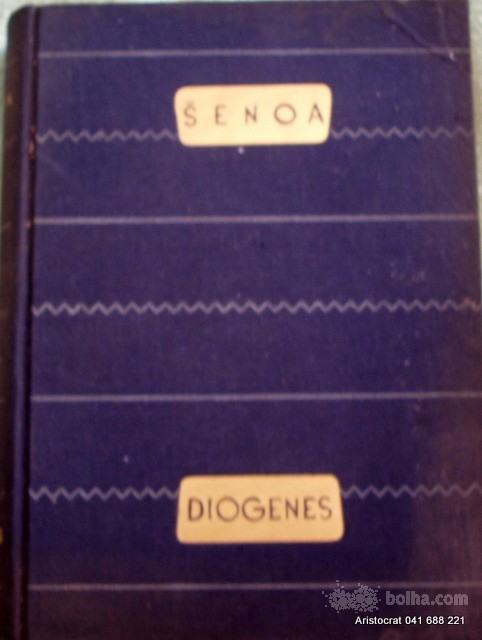 ŠENOA
DIOGENES
bolha.com
Aristocrat 041 688 221